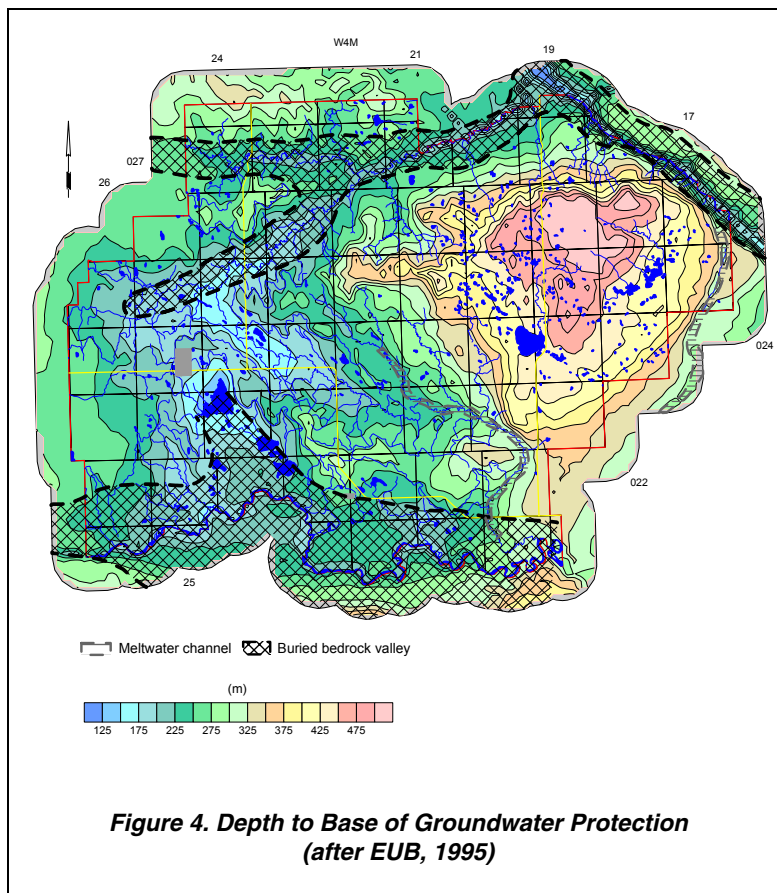 W4M
24
21
19
17
027
26
024
022
25
Meltwater channel Buried bedrock valley
(m)
125 175 225 275 325 375 425 475
Figure 4. Depth to Base of Groundwater Protection
(after EUB, 1995)